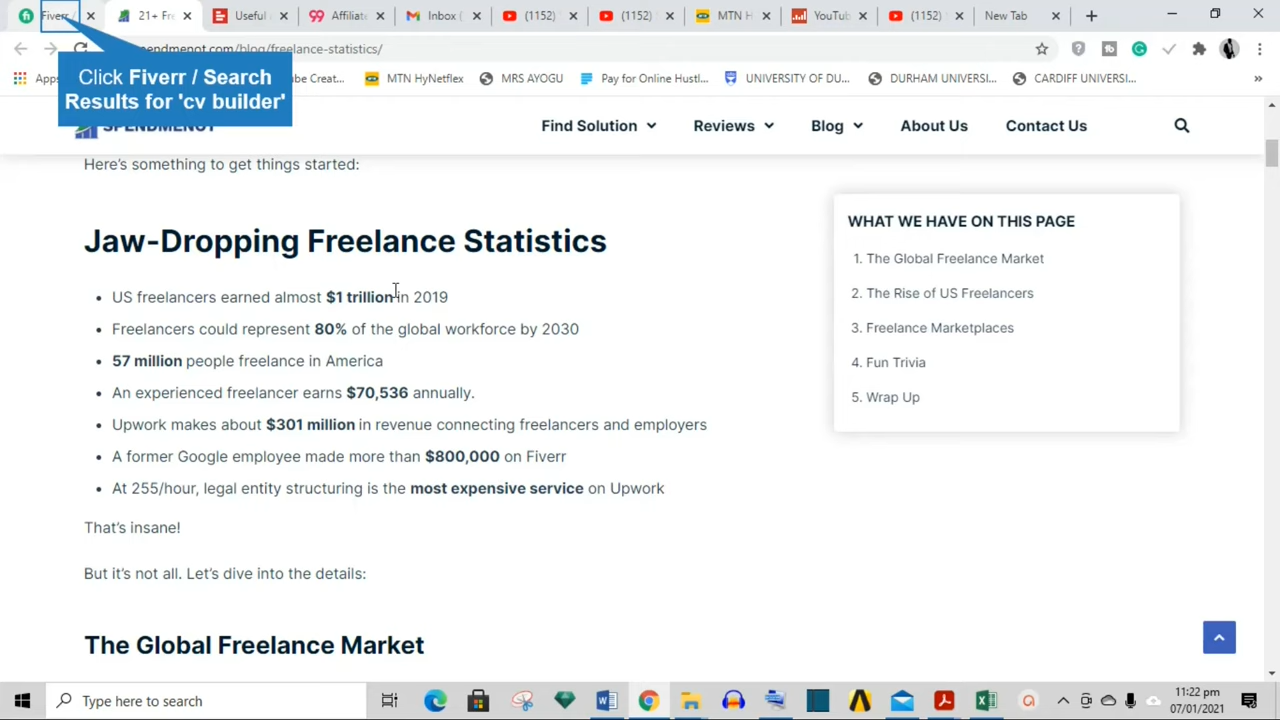 Fiverr /
21+ Fre
Useful
Affiliate
Inbox (
(1152)
(1152)
MTN H
YouTub
(1152)
New Tab
pendmenot.com/blog/freelance-statistics/
Click Fiverr / Search
Results for 'cv builder'
Apps
ube Creat...
MTN HyNetflex
MRS AYOGU
Pay for Online Hustl...
UNIVERSITY OF DU...
DURHAM UNIVERSI...
CARDIFF UNIVERSI...
»
SPENDMENOT
Find Solution
Reviews
Blog
About Us
Contact Us
Here's something to get things started:
Jaw-Dropping Freelance Statistics
• US freelancers earned almost $1 trillion in 2019
• Freelancers could represent 80% of the global workforce by 2030
• 57 million people freelance in America
• An experienced freelancer earns $70,536 annually.
• Upwork makes about $301 million in revenue connecting freelancers and employers
• A former Google employee made more than $800,000 on Fiverr
• At 255/hour, legal entity structuring is the most expensive service on Upwork
That's insane!
But it's not all. Let's dive into the details:
The Global Freelance Market
WHAT WE HAVE ON THIS PAGE
1. The Global Freelance Market
2. The Rise of US Freelancers
3. Freelance Marketplaces
4. Fun Trivia
5. Wrap Up
Type here to search
11:22 pm
07/01/2021